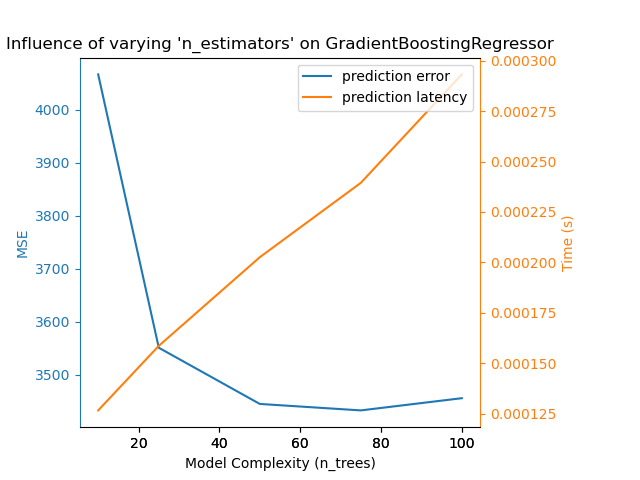 Influence of varying 'n_estimators' on GradientBoostingRegressor
prediction error
prediction latency
4000
3900
3800
3700
3600
3500
MSE
0.000300
0.000275
0.000250
0.000225
0.000200
0.000175
0.000150
0.000125
Time (s)
20 40 60 80 100
Model Complexity (n_trees)